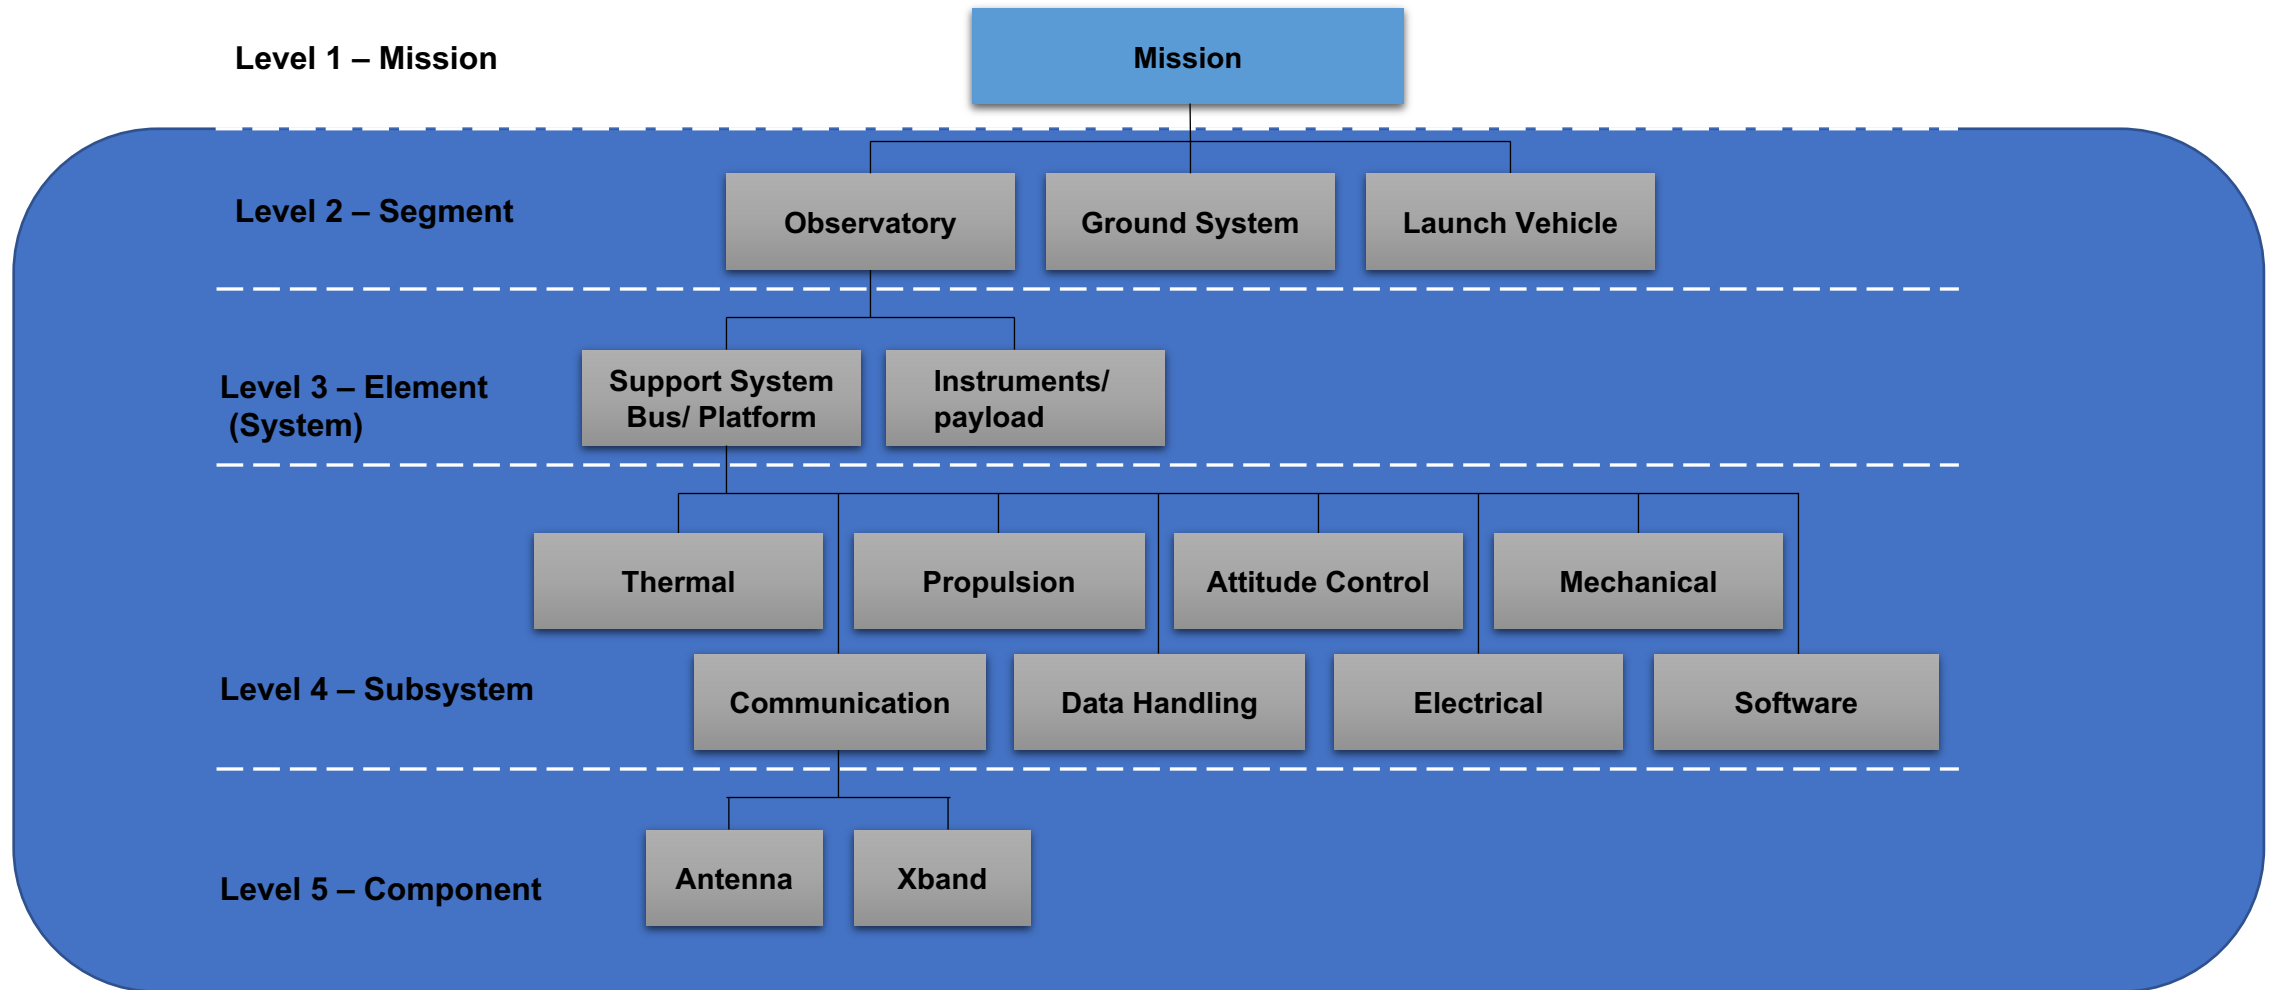 Level 1 – Mission
Mission
Level 2 – Segment
Observatory
Ground System
Launch Vehicle
Level 3 – Element
(System)
Support System
Bus/ Platform
Instruments/
payload
Thermal
Propulsion
Attitude Control
Mechanical
Level 4 – Subsystem
Communication
Data Handling
Electrical
Software
Level 5 – Component
Antenna
Xband